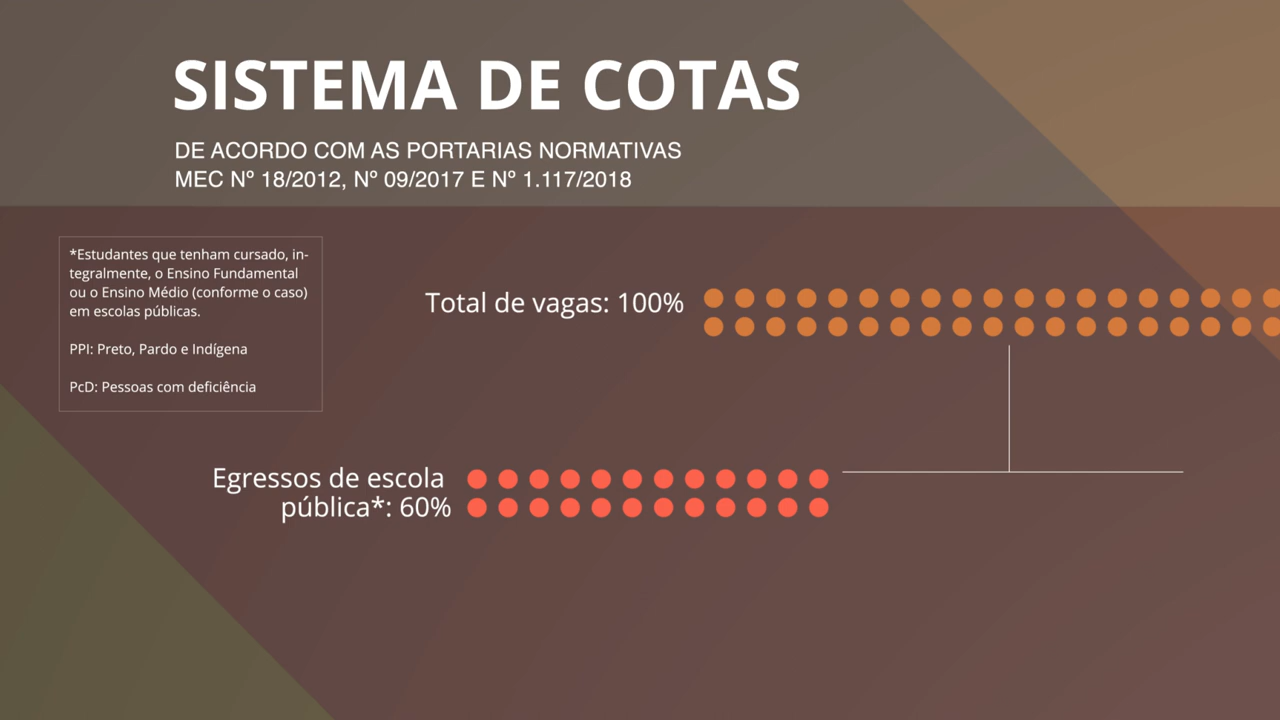 SISTEMA DE COTAS
DE ACORDO COM AS PORTARIAS NORMATIVAS
MEC Nº 18/2012, Nº 09/2017 E Nº 1.117/2018
*Estudantes que tenham cursado, in-
tegralmente, o Ensino Fundamental
ou o Ensino Médio (conforme o caso)
em escolas públicas.
PPI: Preto, Pardo e Indígena
PcD: Pessoas com deficiência
Total de vagas: 100%
Egressos de escola
pública*: 60%